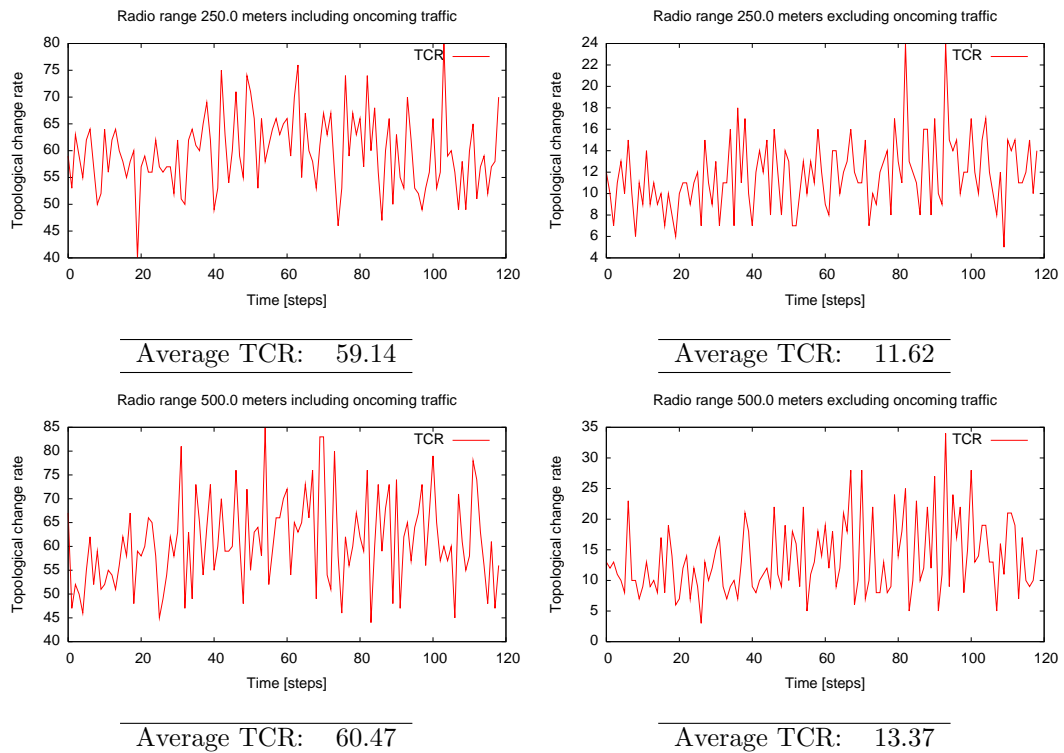 Radio range 250.0 meters including oncoming traffic
80
75
70
65
60
55
50
45
40
0 20 40 60 80 100 120
Topological change rate
Time [steps]
TCR
Average TCR: 59.14
Radio range 250.0 meters excluding oncoming traffic
24
22
20
18
16
14
12
10
8
6
4
0 20 40 60 80 100 120
Topological change rate
Time [steps]
TCR
Average TCR: 11.62
Radio range 500.0 meters including oncoming traffic
85
80
75
70
65
60
55
50
45
40
0 20 40 60 80 100 120
Topological change rate
Time [steps]
TCR
Average TCR: 60.47
Radio range 500.0 meters excluding oncoming traffic
35
30
25
20
15
10
5
0
0 20 40 60 80 100 120
Topological change rate
Time [steps]
TCR
Average TCR: 13.37